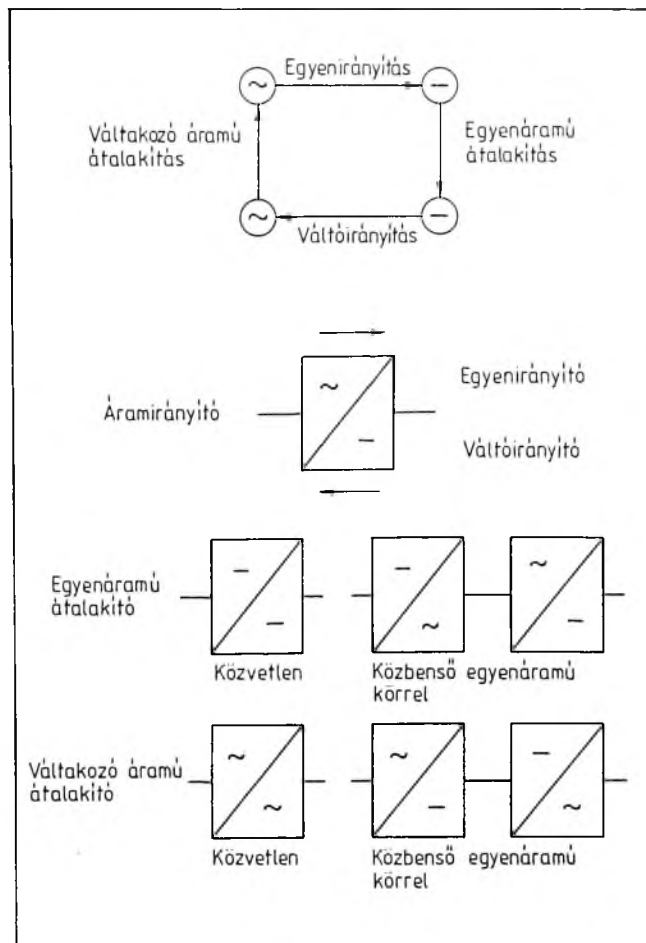 Egyenirányítás
~
−
Váltakozó áramú
átalakítás
Egyenáramú
átalakítás
~
−
Váltóirányítás
~
−
Áramirányító
Egyenirányító
Váltóirányító
Egyenáramú
átalakító
−
−
−
~
~
−
Közvetlen
Közbenső egyenáramú
körrel
Váltakozó áramú
átalakító
~
~
~
−
−
~
Közvetlen
Közbenső egyenáramú
körrel